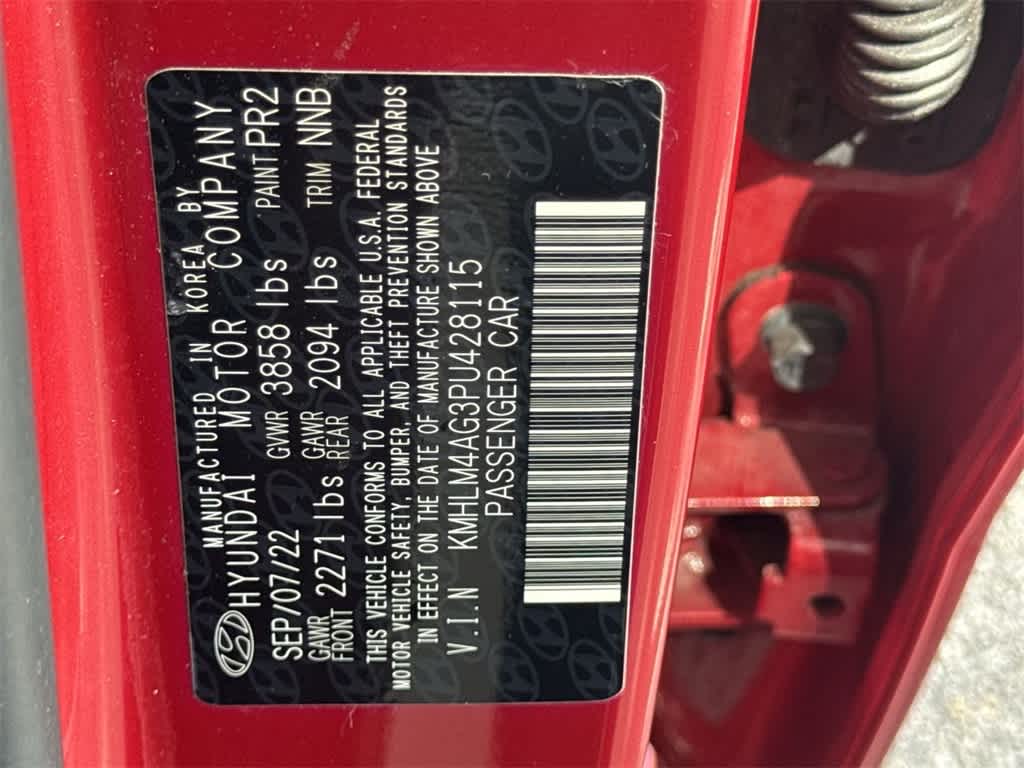 MANUFACTURED IN KOREA BY
HYUNDAI MOTOR COMPANY
SEP/07/22 GVWR 3858 lbs PAINT PR2
GAWR FRONT 2271 lbs GAWR REAR 2094 lbs TRIM NNB
THIS VEHICLE CONFORMS TO ALL APPLICABLE U.S.A. FEDERAL
MOTOR VEHICLE SAFETY, BUMPER, AND THEFT PREVENTION STANDARDS
IN EFFECT ON THE DATE OF MANUFACTURE SHOWN ABOVE
V.I.N KMHLM4AG3PU428115
PASSENGER CAR